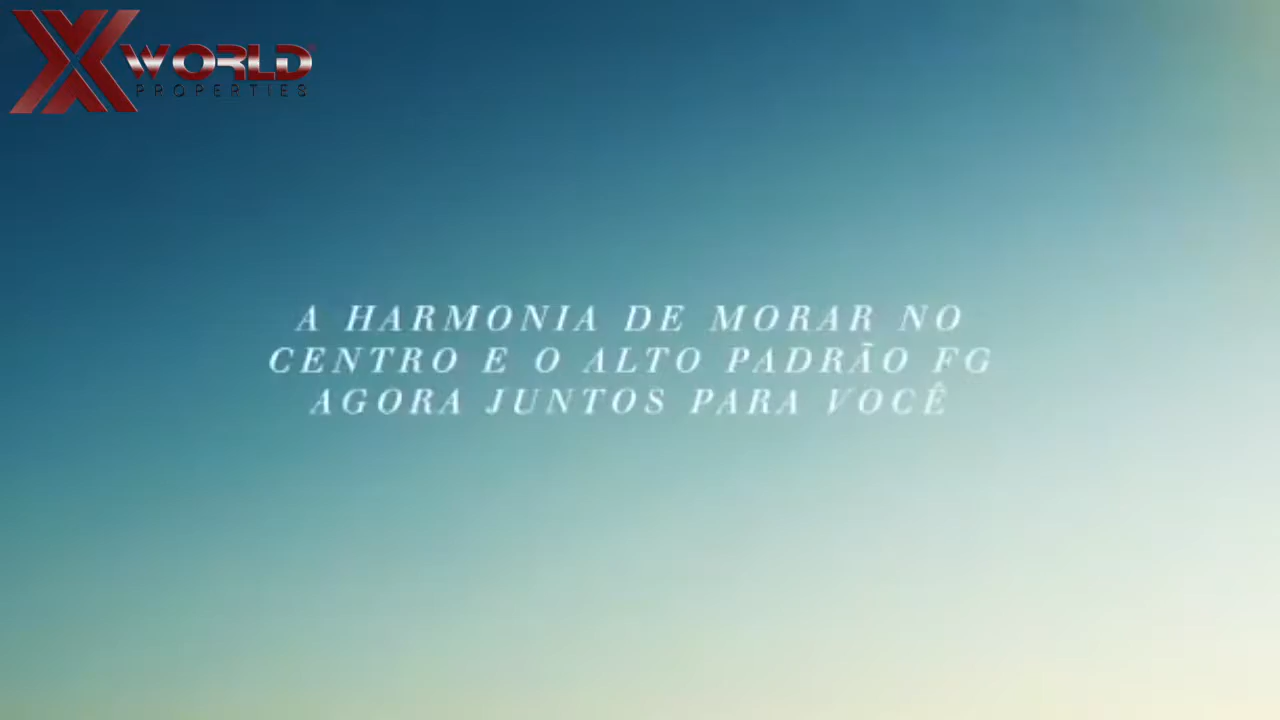 XWORLD
PROPERTIES
A HARMONIA DE MORAR NO
CENTRO E O ALTO PADRÃO FG
AGORA JUNTOS PARA VOCÊ